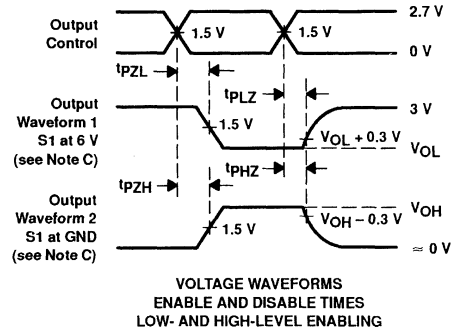 Output
Control
1.5 V
1.5 V
2.7 V
0 V
tPZL
tPLZ
Output
Waveform 1
S1 at 6 V
(see Note C)
1.5 V
3 V
VOL + 0.3 V
VOL
tPZH
tPHZ
Output
Waveform 2
S1 at GND
(see Note C)
1.5 V
VOH
VOH − 0.3 V
≈ 0 V
VOLTAGE WAVEFORMS
ENABLE AND DISABLE TIMES
LOW- AND HIGH-LEVEL ENABLING